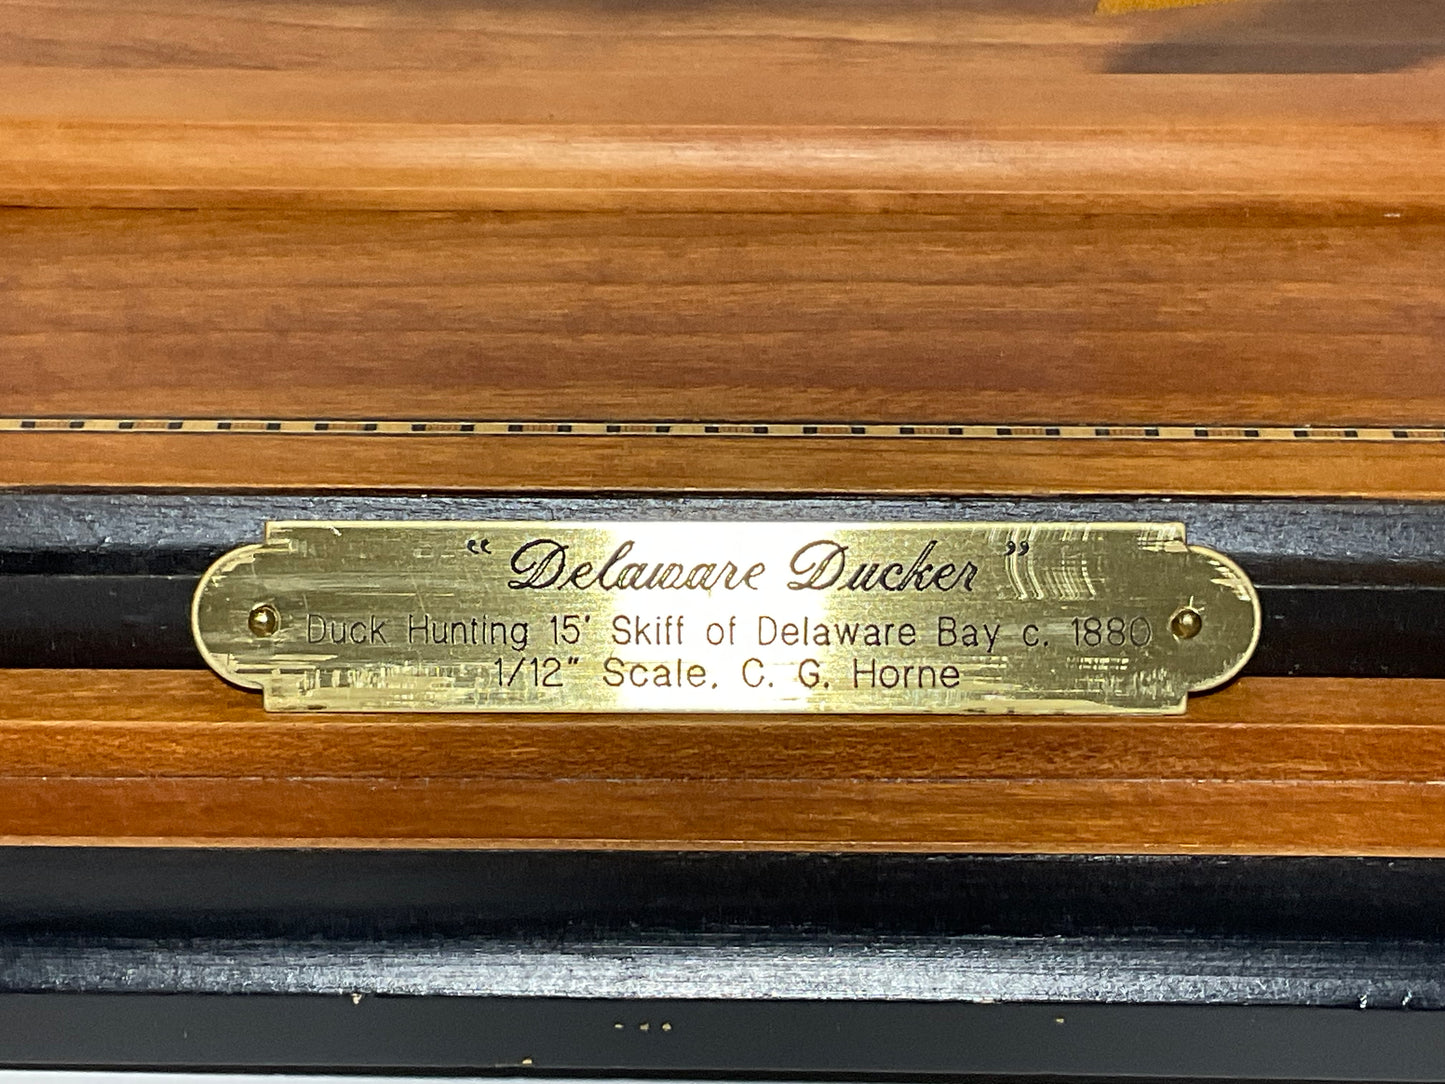 “Delaware Ducker”
Duck Hunting 15' Skiff of Delaware Bay c. 1880
1/12" Scale, C. G. Horne